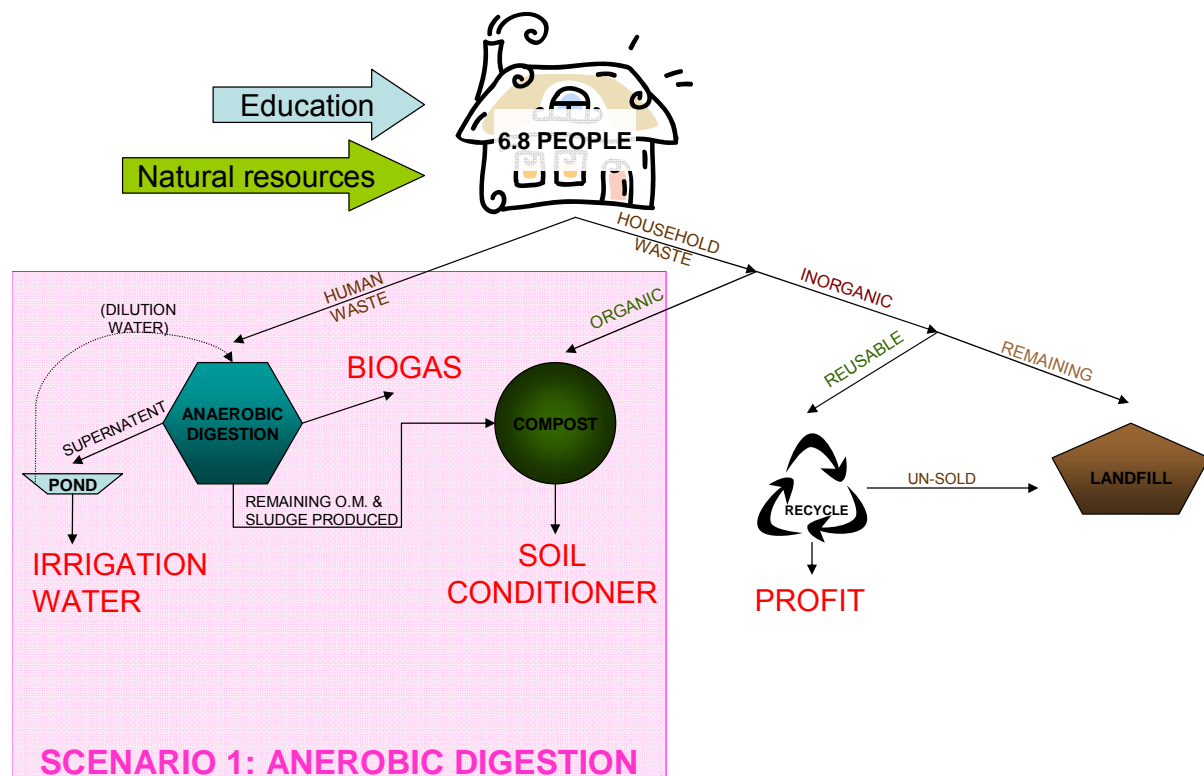 Education
6.8 PEOPLE
Natural resources
HOUSEHOLD
WASTE
INORGANIC
HUMAN
WASTE
ORGANIC
(DILUTION
WATER)
REUSABLE
REMAINING
BIOGAS
ANAEROBIC
DIGESTION
COMPOST
SUPERNATENT
POND
LANDFILL
UN-SOLD
REMAINING O.M. &
SLUDGE PRODUCED
RECYCLE
IRRIGATION
WATER
SOIL
CONDITIONER
PROFIT
SCENARIO 1: ANEROBIC DIGESTION